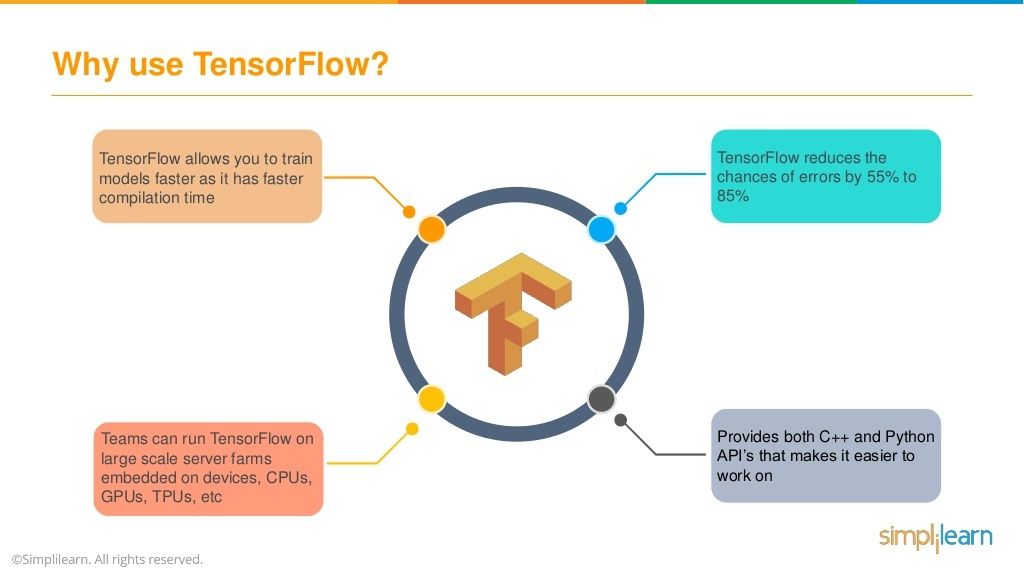 Why use TensorFlow?
TensorFlow allows you to train
models faster as it has faster
compilation time
TensorFlow reduces the
chances of errors by 55% to
85%
Teams can run TensorFlow on
large scale server farms
embedded on devices, CPUs,
GPUs, TPUs, etc
Provides both C++ and Python
API’s that makes it easier to
work on
simplilearn
©Simplilearn. All rights reserved.